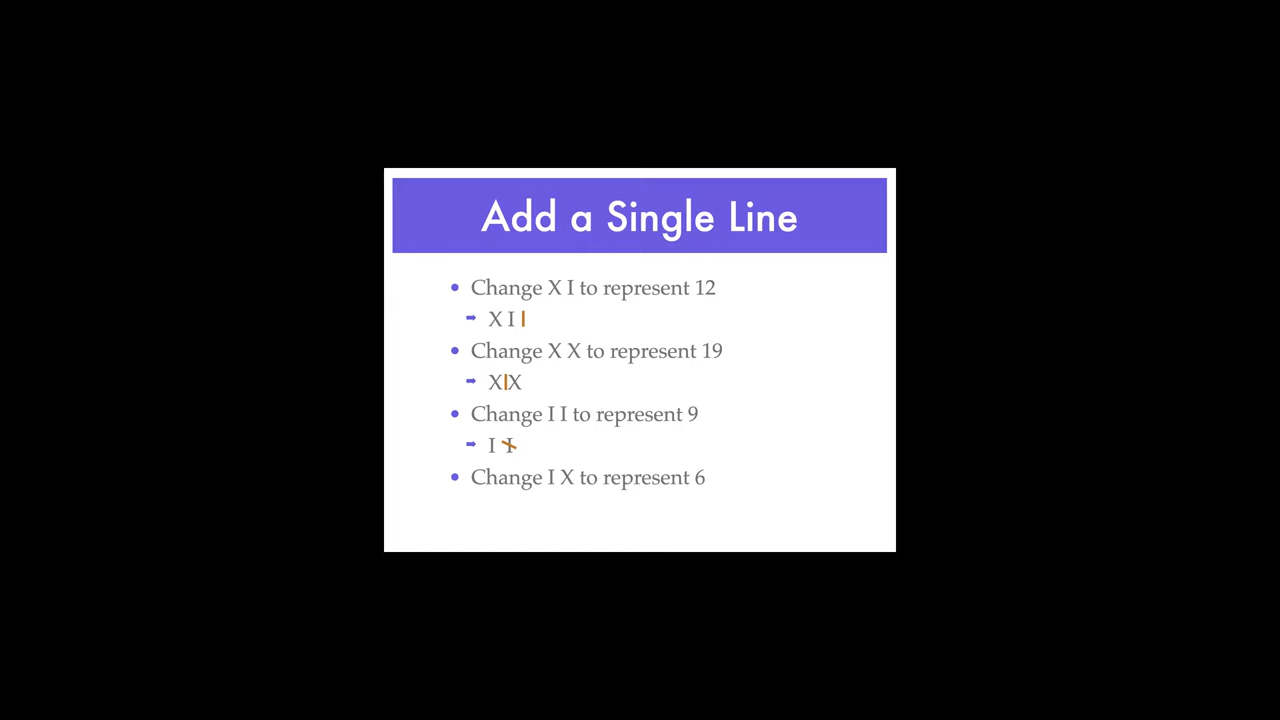 Add a Single Line
• Change X I to represent 12
➡ X I |
• Change X X to represent 19
➡ X|X
• Change I I to represent 9
➡ I X
• Change I X to represent 6